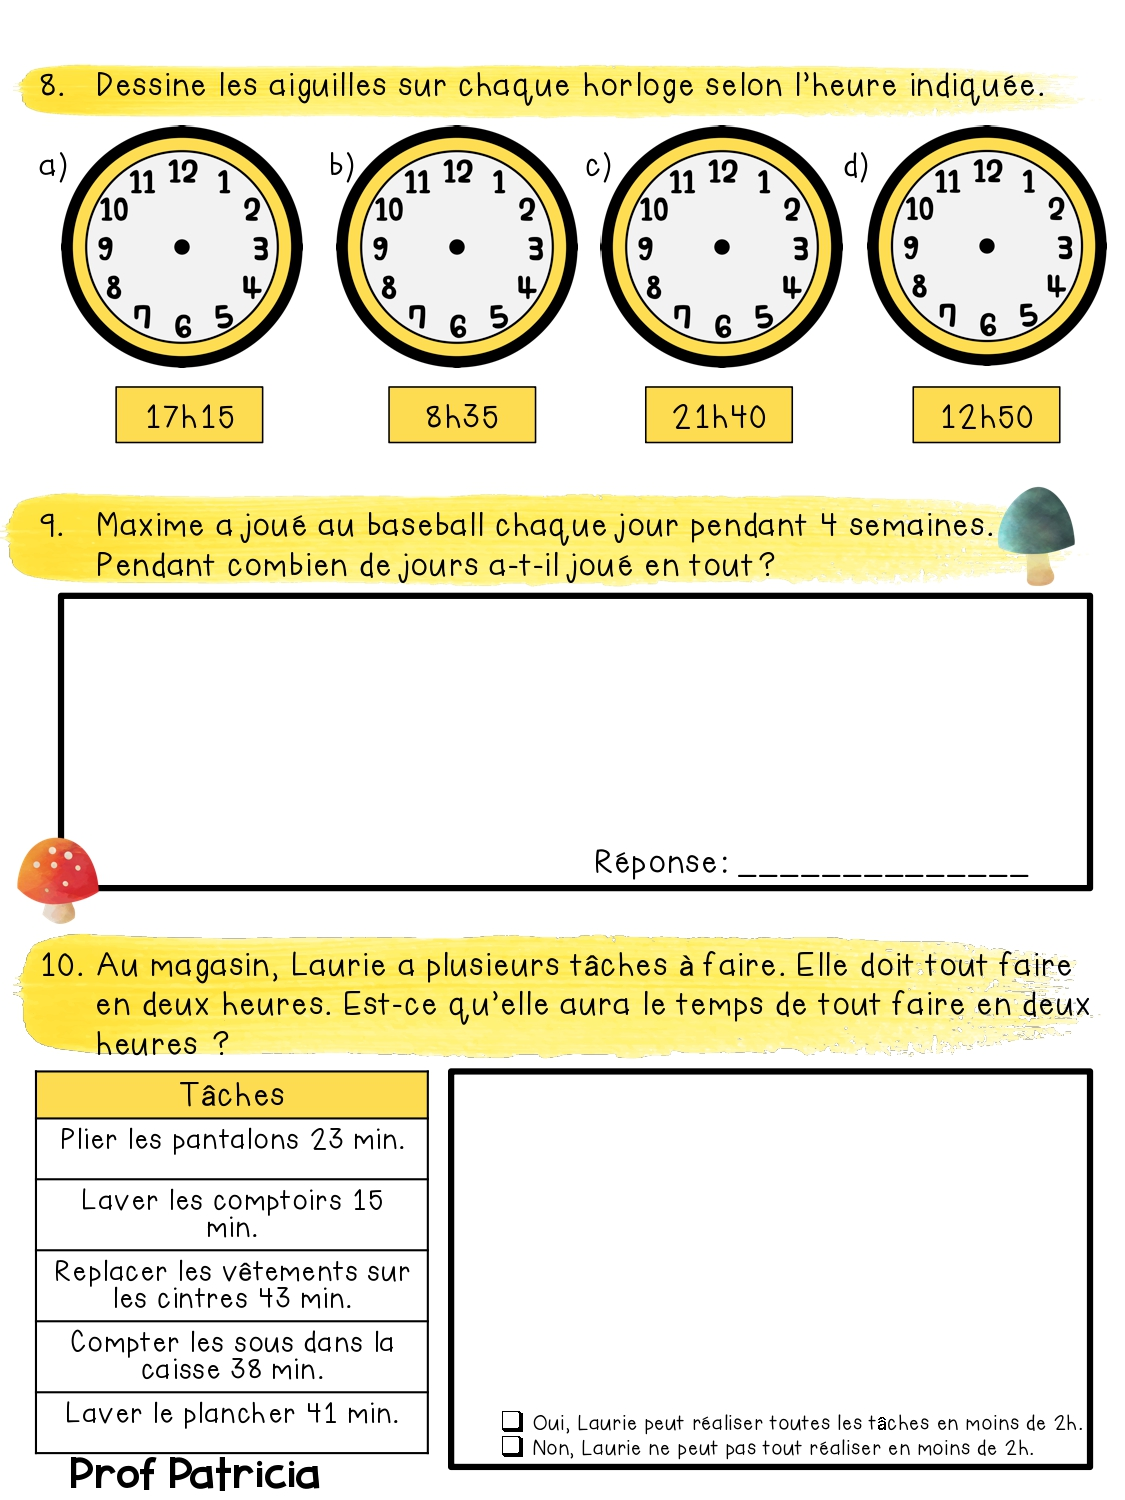 8. Dessine les aiguilles sur chaque horloge selon l'heure indiquée.
a) b) c) d)
12 1 2 3 4 5 6 7 8 9 10 11
12 1 2 3 4 5 6 7 8 9 10 11
12 1 2 3 4 5 6 7 8 9 10 11
12 1 2 3 4 5 6 7 8 9 10 11
17h15 8h35 21h40 12h50
9. Maxime a joué au baseball chaque jour pendant 4 semaines.
Pendant combien de jours a-t-il joué en tout ?
Réponse: ______________
10. Au magasin, Laurie a plusieurs tâches à faire. Elle doit tout faire
en deux heures. Est-ce qu'elle aura le temps de tout faire en deux
heures ?
Tâches
Plier les pantalons 23 min.
Laver les comptoirs 15
min.
Replacer les vêtements sur
les cintres 43 min.
Compter les sous dans la
caisse 38 min.
Laver le plancher 41 min.
Oui, Laurie peut réaliser toutes les tâches en moins de 2h.
Non, Laurie ne peut pas tout réaliser en moins de 2h.
Prof Patricia